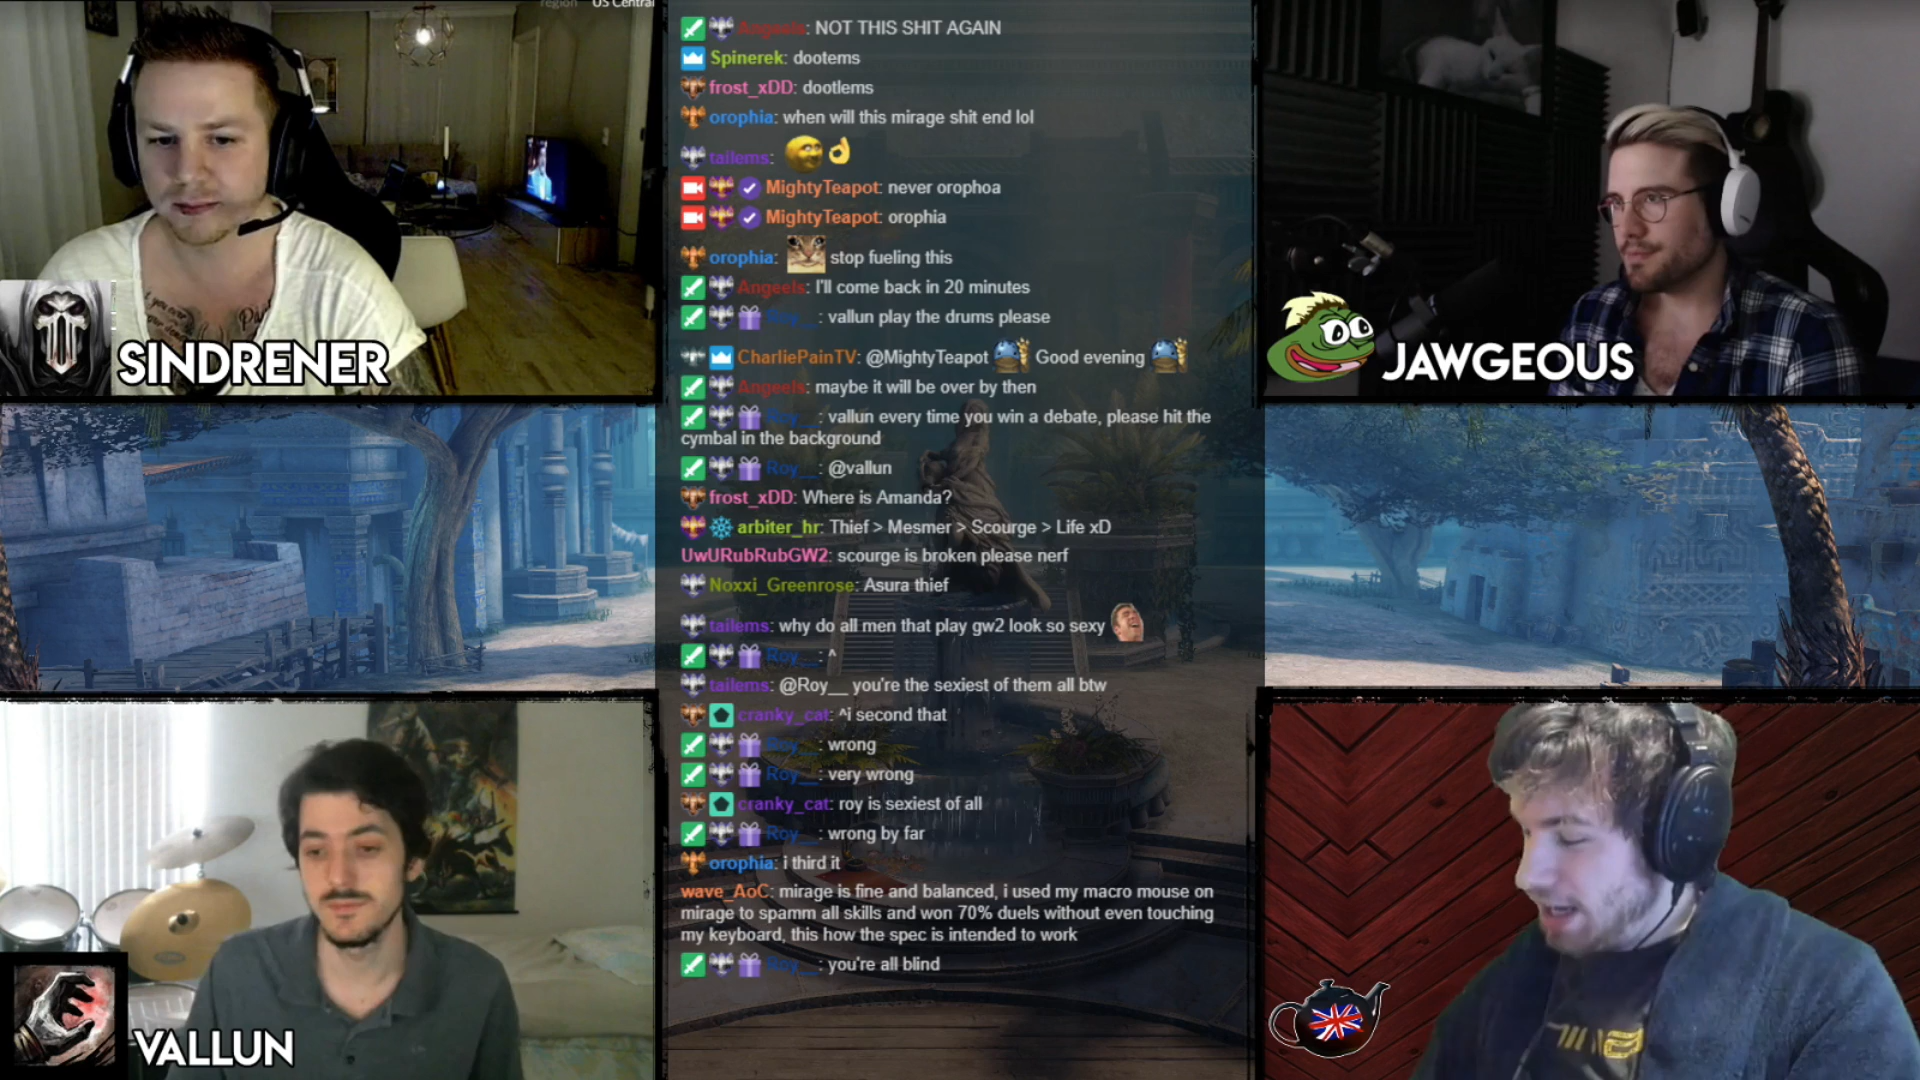 region US Central
Angeels: NOT THIS SHIT AGAIN
Spinerek: dootems
frost_xDD: dootlems
orophia: when will this mirage shit end lol
tailems:
MightyTeapot: never orophoa
MightyTeapot: orophia
orophia: stop fueling this
Angeels: I'll come back in 20 minutes
Roy__: vallun play the drums please
CharliePainTV: @MightyTeapot Good evening
Angeels: maybe it will be over by then
Roy__: vallun every time you win a debate, please hit the
cymbal in the background
Roy__: @vallun
frost_xDD: Where is Amanda?
arbiter_hr: Thief > Mesmer > Scourge > Life xD
UwURubRubGW2: scourge is broken please nerf
Noxxi_Greenrose: Asura thief
tailems: why do all men that play gw2 look so sexy
Roy__: ^
tailems: @Roy__ you're the sexiest of them all btw
cranky_cat: ^i second that
Roy__: wrong
Roy__: very wrong
cranky_cat: roy is sexiest of all
Roy__: wrong by far
orophia: i third it
wave_AoC: mirage is fine and balanced, i used my macro mouse on
mirage to spamm all skills and won 70% duels without even touching
my keyboard, this how the spec is intended to work
Roy__: you're all blind
SINDRENER
JAWGEOUS
VALLUN